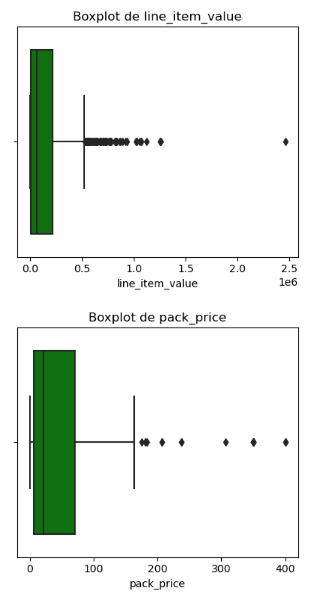 Boxplot de line_item_value
0.0 0.5 1.0 1.5 2.0 2.5
1e6
line_item_value
Boxplot de pack_price
0 100 200 300 400
pack_price